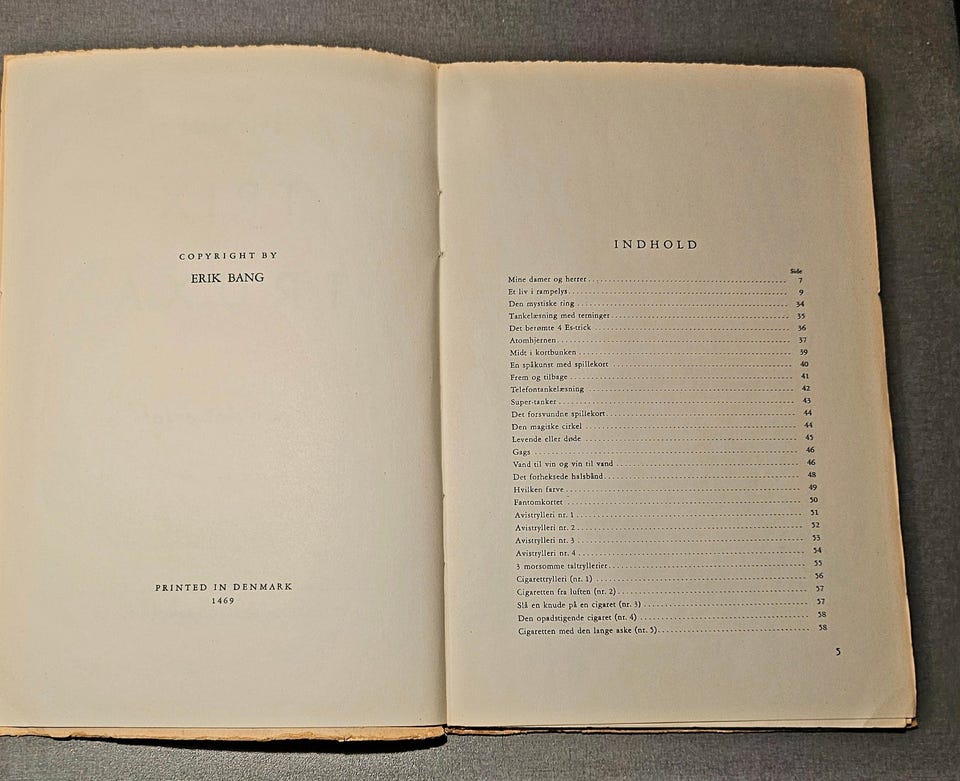 COPYRIGHT BY
ERIK BANG
PRINTED IN DENMARK
1469
INDHOLD
Side
Mine damer og herrer 7
Et liv i rampelys 9
Den mystiske ring 34
Tankelæsning med terninger 35
Det berømte 4 Es-trick 36
Atomhjernen 37
Midt i kortbunken 39
En spåkunst med spillekort 40
Frem og tilbage 41
Telefontankelæsning 42
Super-tanker 43
Det forsvundne spillekort 44
Den magiske cirkel 44
Levende eller døde 45
Gags 46
Vand til vin og vin til vand 46
Det forheksede halsbånd 48
Hvilken farve 49
Fantomkortet 50
Avistrylleri nr. 1 51
Avistrylleri nr. 2 52
Avistrylleri nr. 3 53
Avistrylleri nr. 4 54
3 morsomme taltryllerier 55
Cigarettrylleri (nr. 1) 56
Cigaretten fra luften (nr. 2) 57
Slå en knude på en cigaret (nr. 3) 57
Den opadstigende cigaret (nr. 4) 58
Cigaretten med den lange aske (nr. 5) 58
5